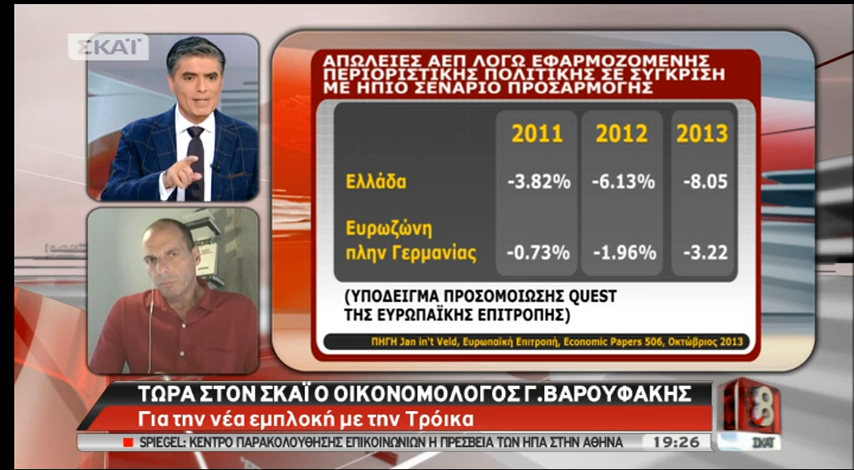 ΣΚΑΪ
ΑΠΩΛΕΙΕΣ ΑΕΠ ΛΟΓΩ ΕΦΑΡΜΟΖΟΜΕΝΗΣ
ΠΕΡΙΟΡΙΣΤΙΚΗΣ ΠΟΛΙΤΙΚΗΣ ΣΕ ΣΥΓΚΡΙΣΗ
ΜΕ ΗΠΙΟ ΣΕΝΑΡΙΟ ΠΡΟΣΑΡΜΟΓΗΣ
2011 2012 2013
Ελλάδα -3.82% -6.13% -8.05
Ευρωζώνη
πλην Γερμανίας -0.73% -1.96% -3.22
(ΥΠΟΔΕΙΓΜΑ ΠΡΟΣΟΜΟΙΩΣΗΣ QUEST
ΤΗΣ ΕΥΡΩΠΑΪΚΗΣ ΕΠΙΤΡΟΠΗΣ)
ΠΗΓΗ Jan in't Veld, Ευρωπαϊκή Επιτροπή, Economic Papers 506, Οκτώβριος 2013
ΤΩΡΑ ΣΤΟΝ ΣΚΑΪ Ο ΟΙΚΟΝΟΜΟΛΟΓΟΣ Γ.ΒΑΡΟΥΦΑΚΗΣ
Για την νέα εμπλοκή με την Τρόικα
8
SPIEGEL: ΚΕΝΤΡΟ ΠΑΡΑΚΟΛΟΥΘΗΣΗΣ ΕΠΙΚΟΙΝΩΝΙΩΝ Η ΠΡΕΣΒΕΙΑ ΤΩΝ ΗΠΑ ΣΤΗΝ ΑΘΗΝΑ 19:26 ΣΚΑΪ